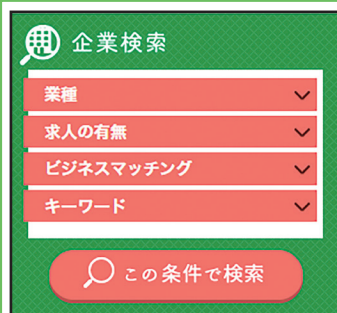 企業検索
業種
求人の有無
ビジネスマッチング
キーワード
この条件で検索